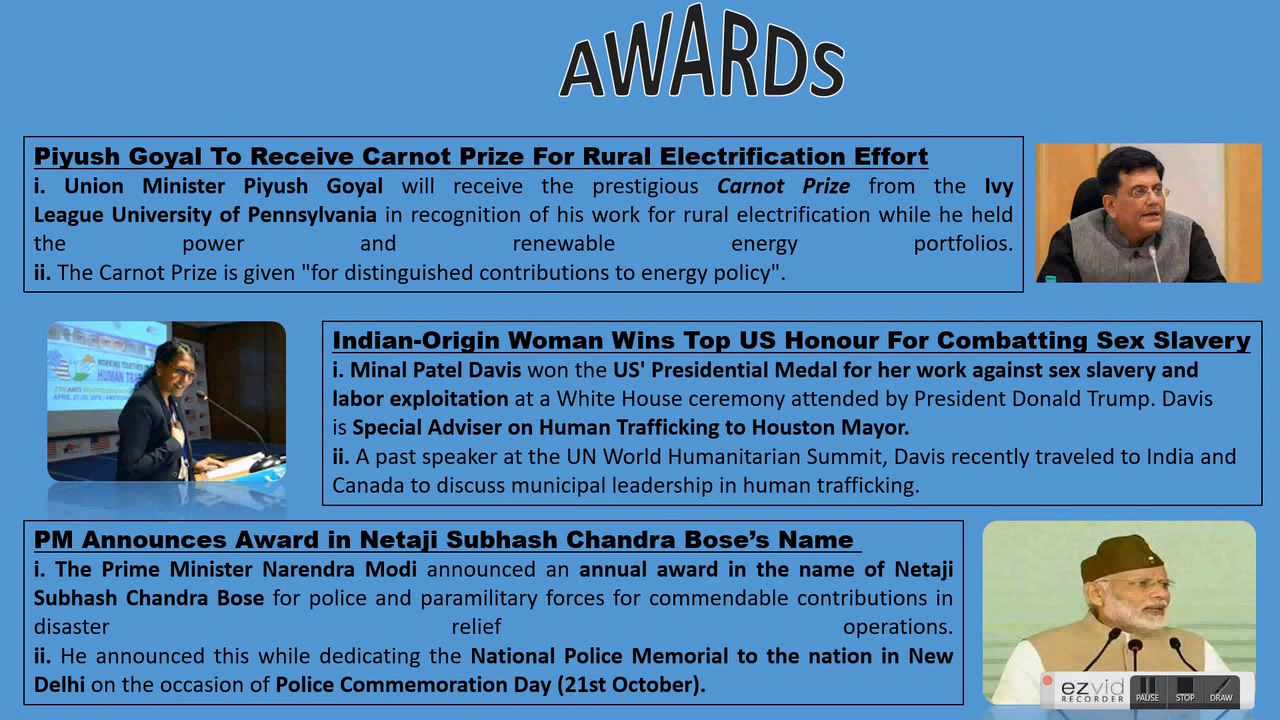 AWARDS
Piyush Goyal To Receive Carnot Prize For Rural Electrification Effort
i. Union Minister Piyush Goyal will receive the prestigious Carnot Prize from the Ivy
League University of Pennsylvania in recognition of his work for rural electrification while he held
the power and renewable energy portfolios.
ii. The Carnot Prize is given "for distinguished contributions to energy policy".
WORKING TOGETHER
HUMAN
Indian-Origin Woman Wins Top US Honour For Combatting Sex Slavery
i. Minal Patel Davis won the US' Presidential Medal for her work against sex slavery and
labor exploitation at a White House ceremony attended by President Donald Trump. Davis
is Special Adviser on Human Trafficking to Houston Mayor.
ii. A past speaker at the UN World Humanitarian Summit, Davis recently traveled to India and
Canada to discuss municipal leadership in human trafficking.
PM Announces Award in Netaji Subhash Chandra Bose’s Name
i. The Prime Minister Narendra Modi announced an annual award in the name of Netaji
Subhash Chandra Bose for police and paramilitary forces for commendable contributions in
disaster relief operations.
ii. He announced this while dedicating the National Police Memorial to the nation in New
Delhi on the occasion of Police Commemoration Day (21st October).
ezvid
RECORDER
PAUSE STOP DRAW